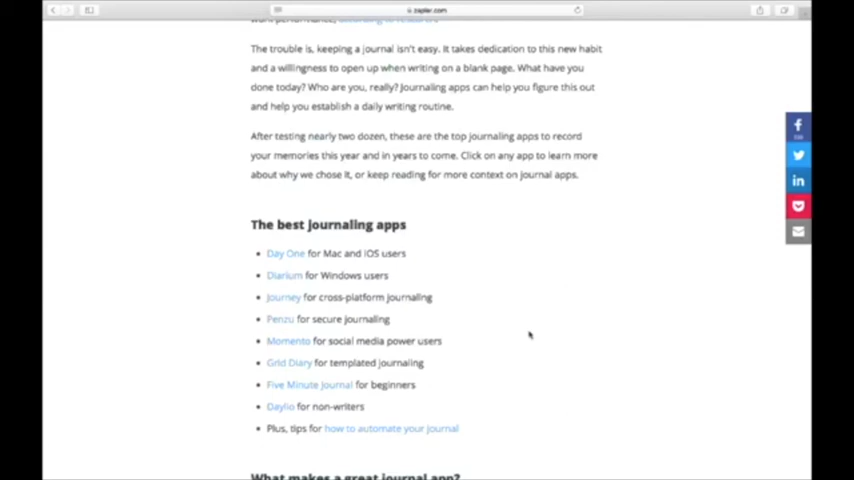 zapier.com
The trouble is, keeping a journal isn't easy. It takes dedication to this new habit
and a willingness to open up when writing on a blank page. What have you
done today? Who are you, really? Journaling apps can help you figure this out
and help you establish a daily writing routine.
After testing nearly two dozen, these are the top journaling apps to record
your memories this year and in years to come. Click on any app to learn more
about why we chose it, or keep reading for more context on journal apps.
The best journaling apps
• Day One for Mac and iOS users
• Diarium for Windows users
• Journey for cross-platform journaling
• Penzu for secure journaling
• Momento for social media power users
• Grid Diary for templated journaling
• Five Minute Journal for beginners
• Daylio for non-writers
• Plus, tips for how to automate your journal
What makes a great journal app?